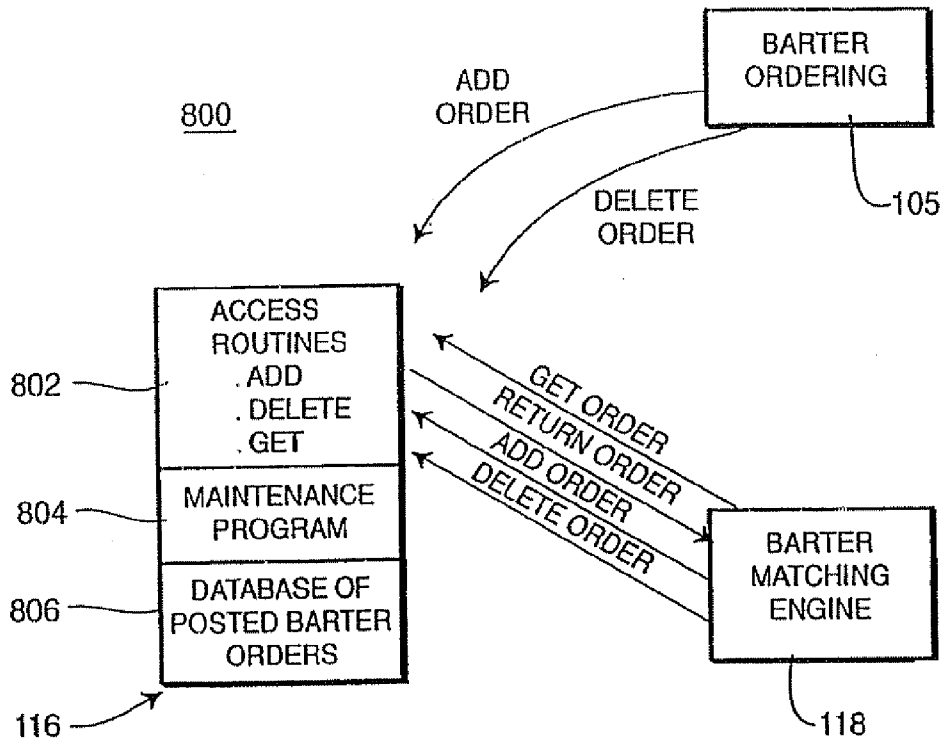 800
ADD
ORDER
BARTER
ORDERING
105
DELETE
ORDER
ACCESS
ROUTINES
. ADD
. DELETE
. GET
802
MAINTENANCE
PROGRAM
804
DATABASE OF
POSTED BARTER
ORDERS
806
116
GET ORDER
RETURN ORDER
ADD ORDER
DELETE ORDER
BARTER
MATCHING
ENGINE
118